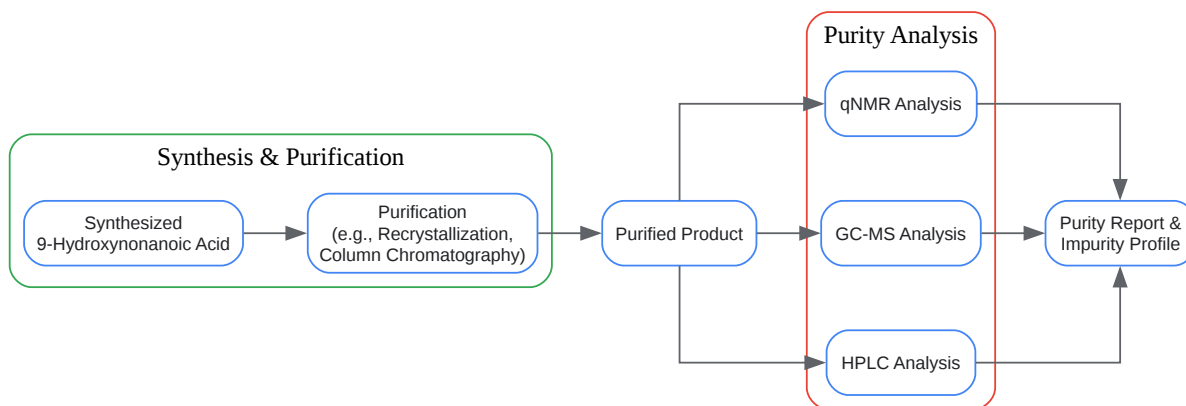 Purity Analysis
qNMR Analysis
Synthesis & Purification
Synthesized
9-Hydroxynonanoic Acid
Purification
(e.g., Recrystallization,
Column Chromatography)
Purified Product
GC-MS Analysis
Purity Report &
Impurity Profile
HPLC Analysis